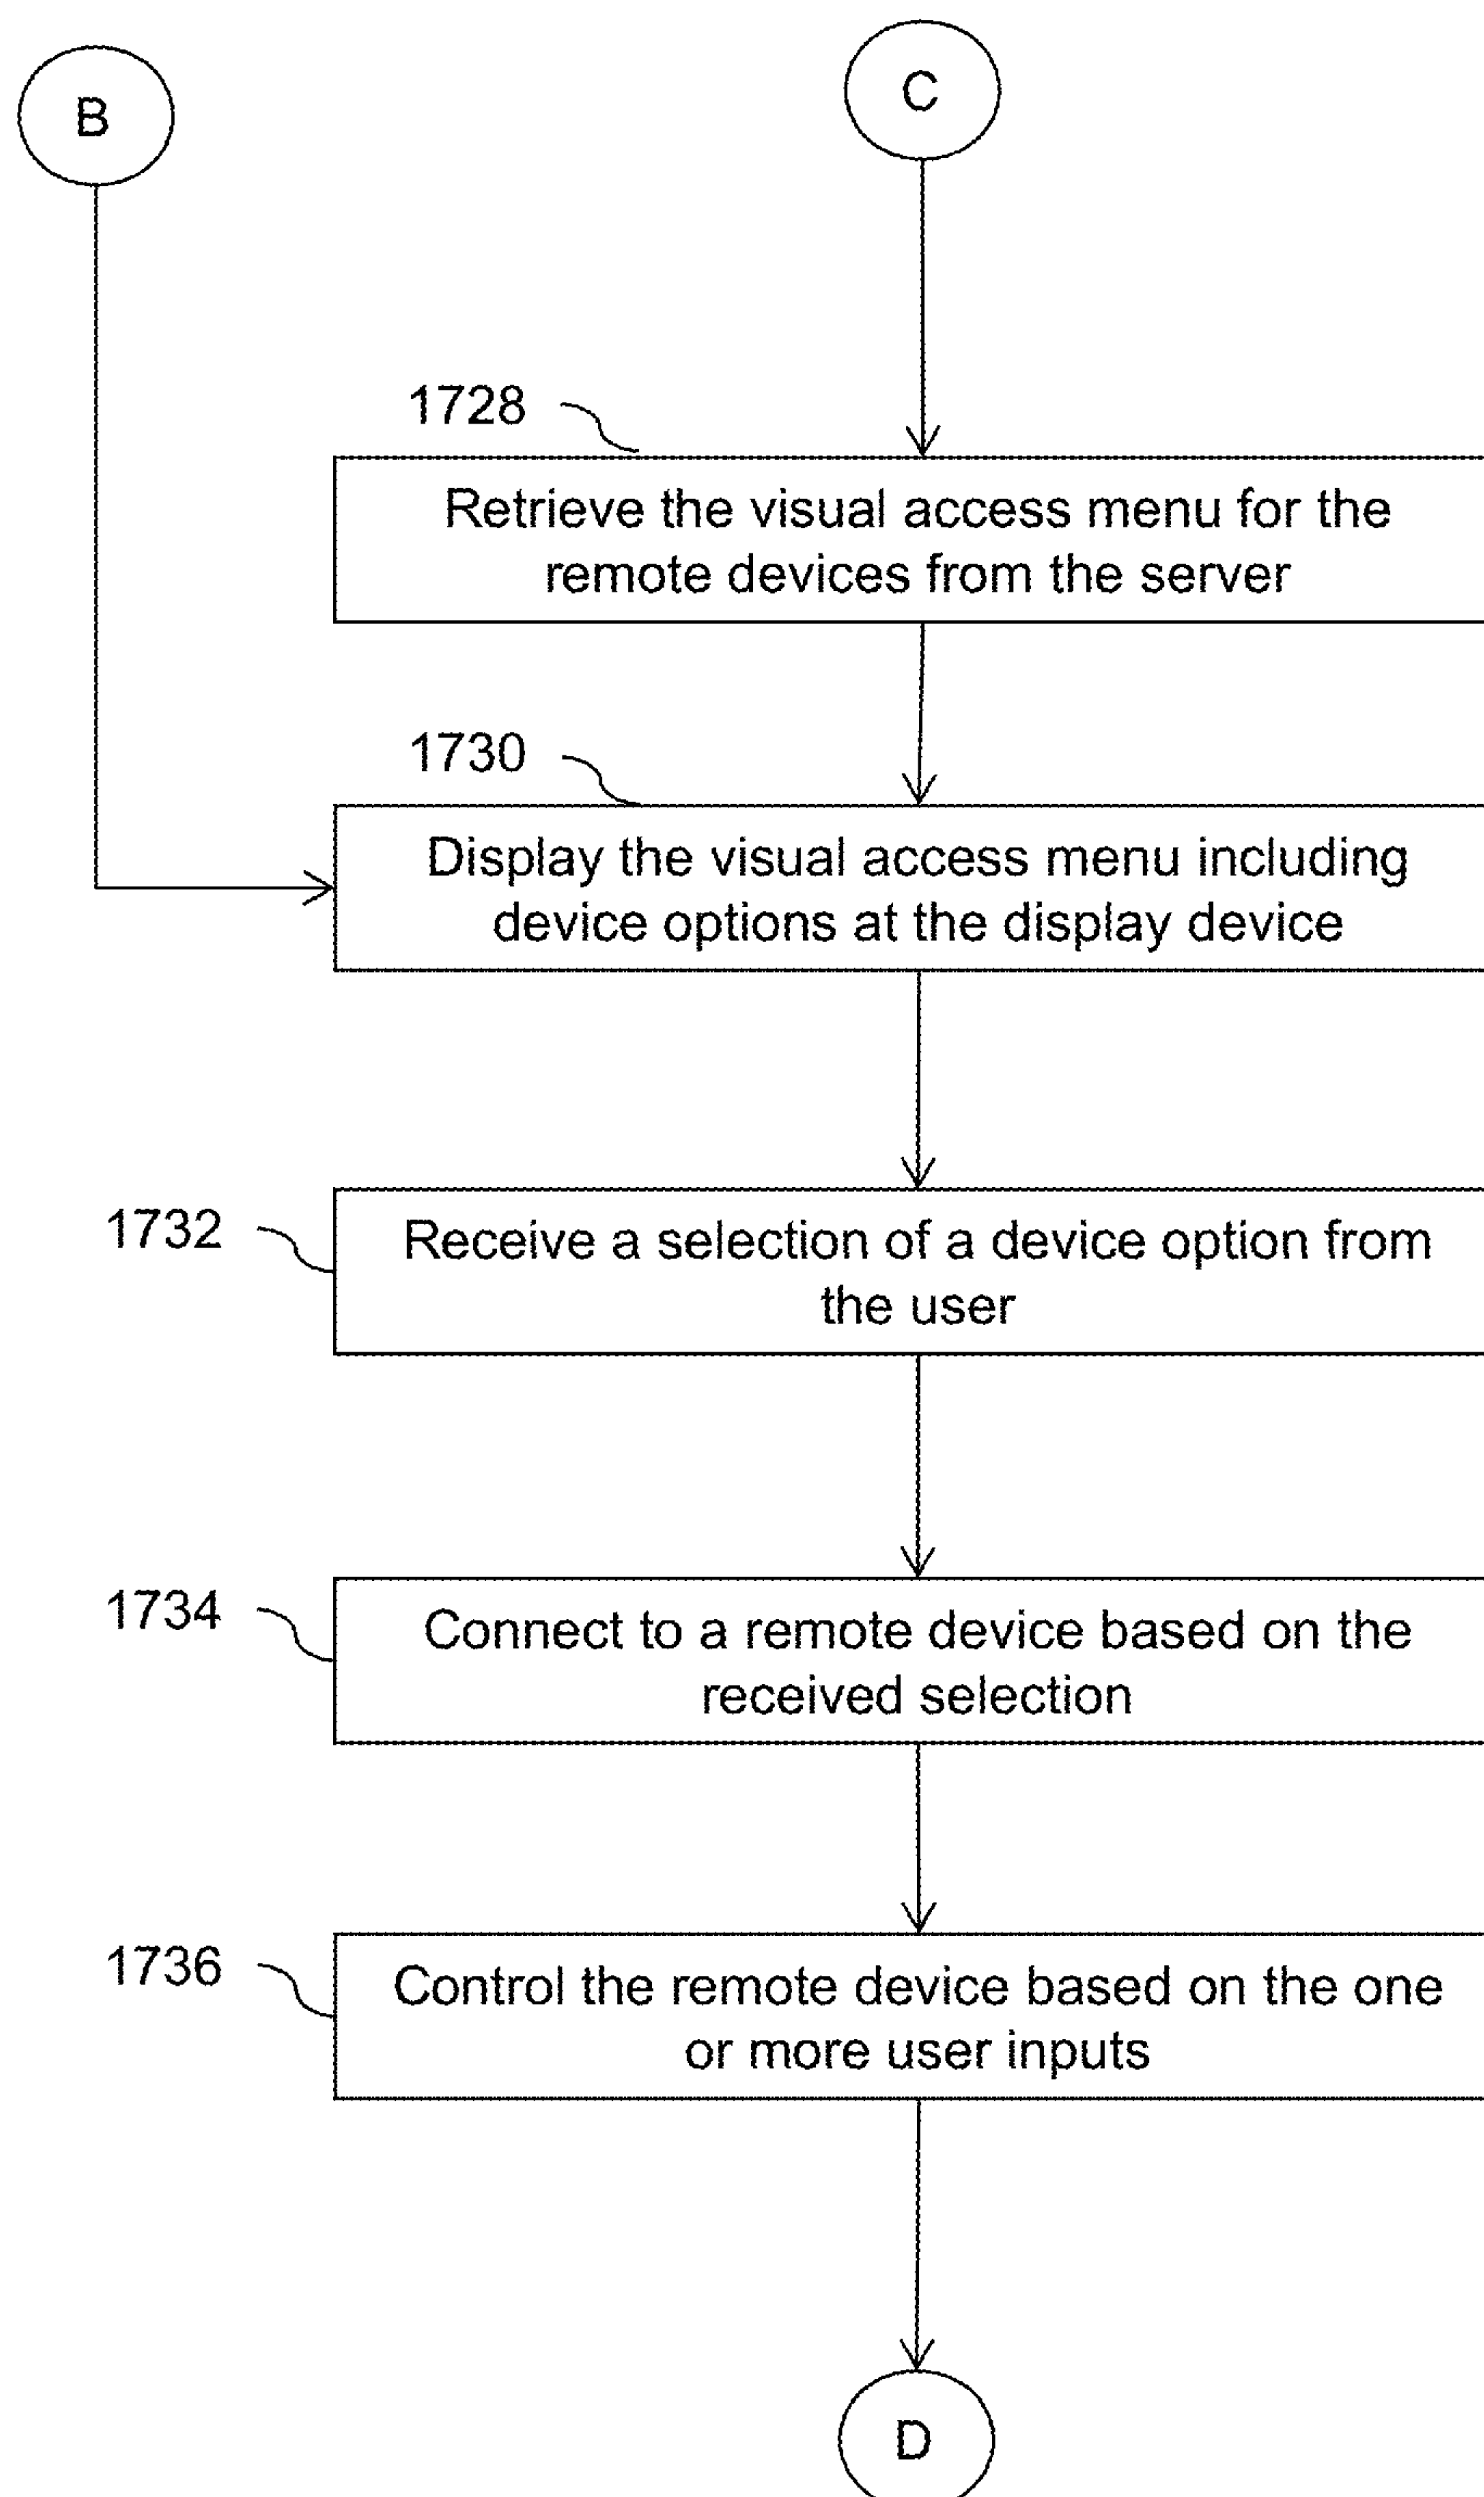 B
C
1728
Retrieve the visual access menu for the
remote devices from the server
1730
Display the visual access menu including
device options at the display device
1732
Receive a selection of a device option from
the user
1734
Connect to a remote device based on the
received selection
1736
Control the remote device based on the one
or more user inputs
D